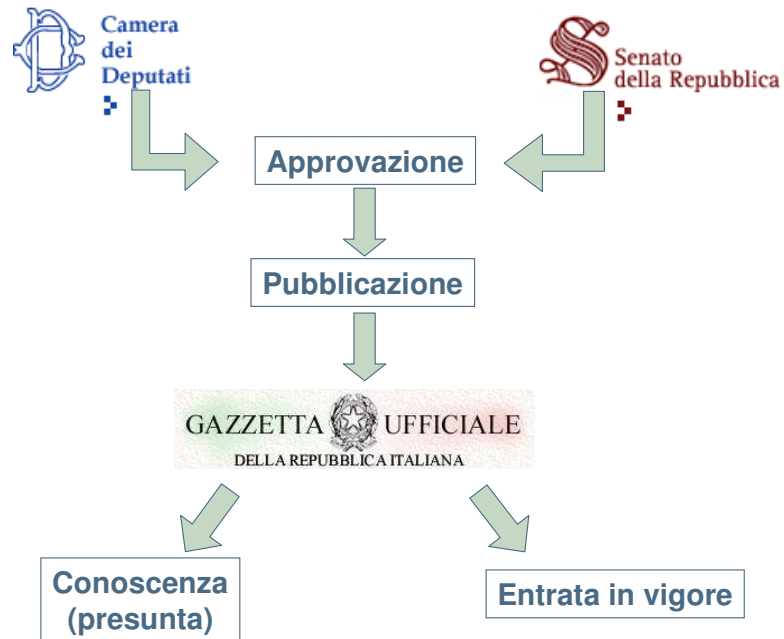 Camera
dei
Deputati
Senato
della Repubblica
Approvazione
Pubblicazione
GAZZETTA UFFICIALE
DELLA REPUBBLICA ITALIANA
Conoscenza
(presunta)
Entrata in vigore